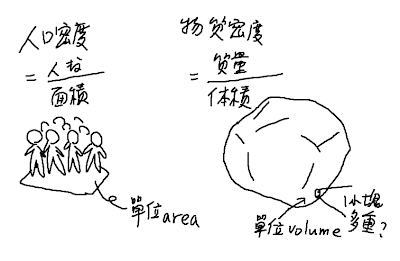 人口密度
= 人数 / 面積
單位area
物質密度
= 質量 / 体積
1小塊
多重?
單位volume